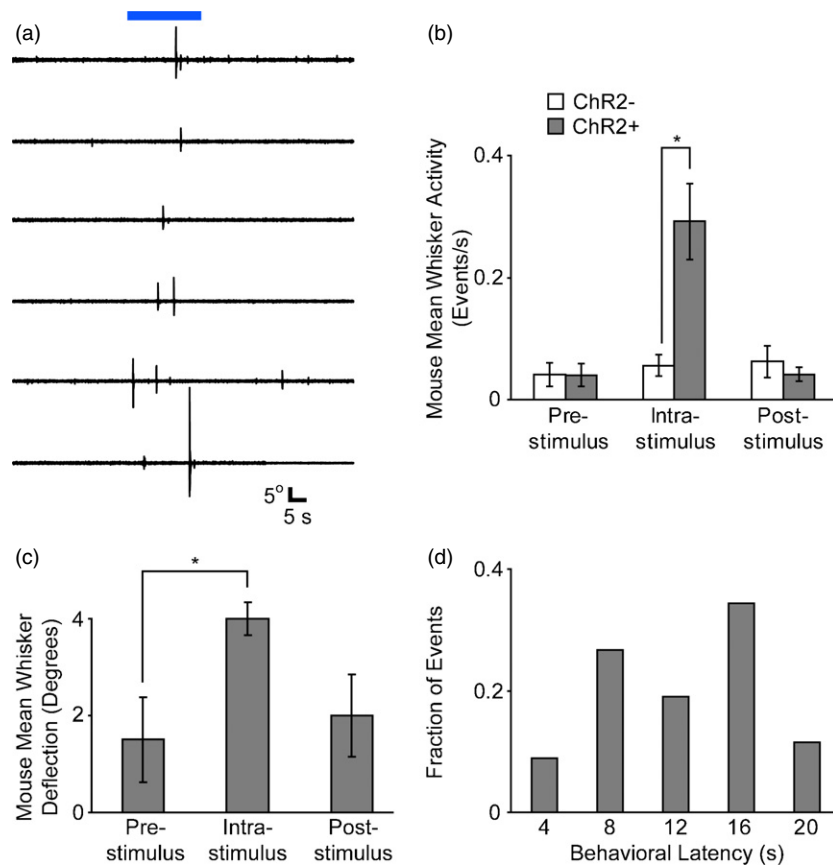 (a)
5°
5 s
(b)
ChR2-
ChR2+
*
Mouse Mean Whisker Activity
(Events/s)
0.4
0.2
0
Pre-
stimulus
Intra-
stimulus
Post-
stimulus
(c)
*
Mouse Mean Whisker
Deflection (Degrees)
4
2
0
Pre-
stimulus
Intra-
stimulus
Post-
stimulus
(d)
Fraction of Events
0.4
0.2
0
4 8 12 16 20
Behavioral Latency (s)